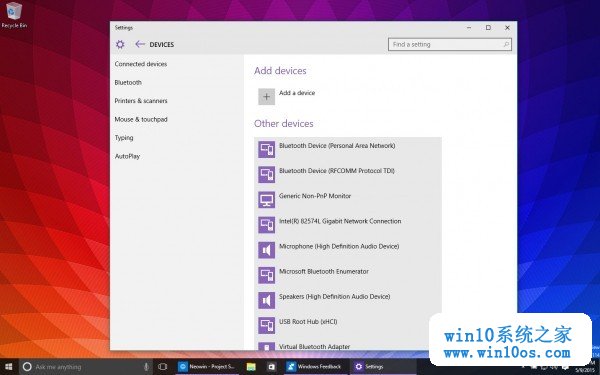 Recycle Bin
Settings
DEVICES
Find a setting
Connected devices
Bluetooth
Printers & scanners
Mouse & touchpad
Typing
AutoPlay
Add devices
Add a device
Other devices
Bluetooth Device (Personal Area Network)
Bluetooth Device (RFCOMM Protocol TDI)
Generic Non-PnP Monitor
Intel(R) 82574L Gigabit Network Connection
Microphone (High Definition Audio Device)
Microsoft Bluetooth Enumerator
Speakers (High Definition Audio Device)
USB Root Hub (xHCI)
Virtual Bluetooth Adapter
win10系统之家
www.win10os.com
Ask me anything
Neowin - Project S...
Windows Feedback
Settings
PM
5/9/2015